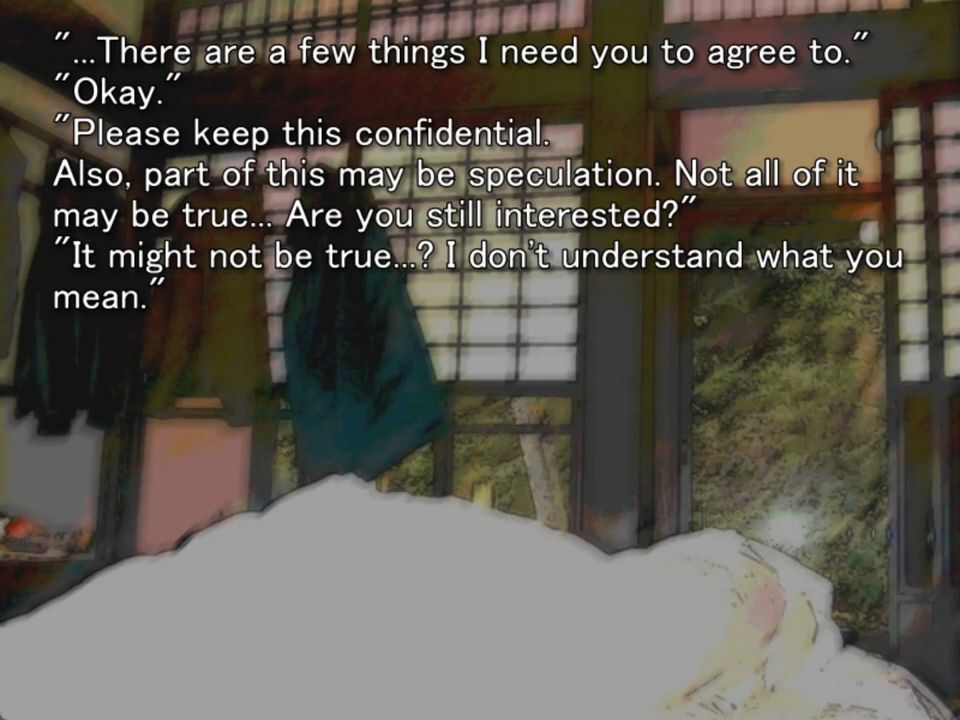 "...There are a few things I need you to agree to."
"Okay."
"Please keep this confidential.
Also, part of this may be speculation. Not all of it
may be true... Are you still interested?"
"It might not be true...? I don't understand what you
mean."